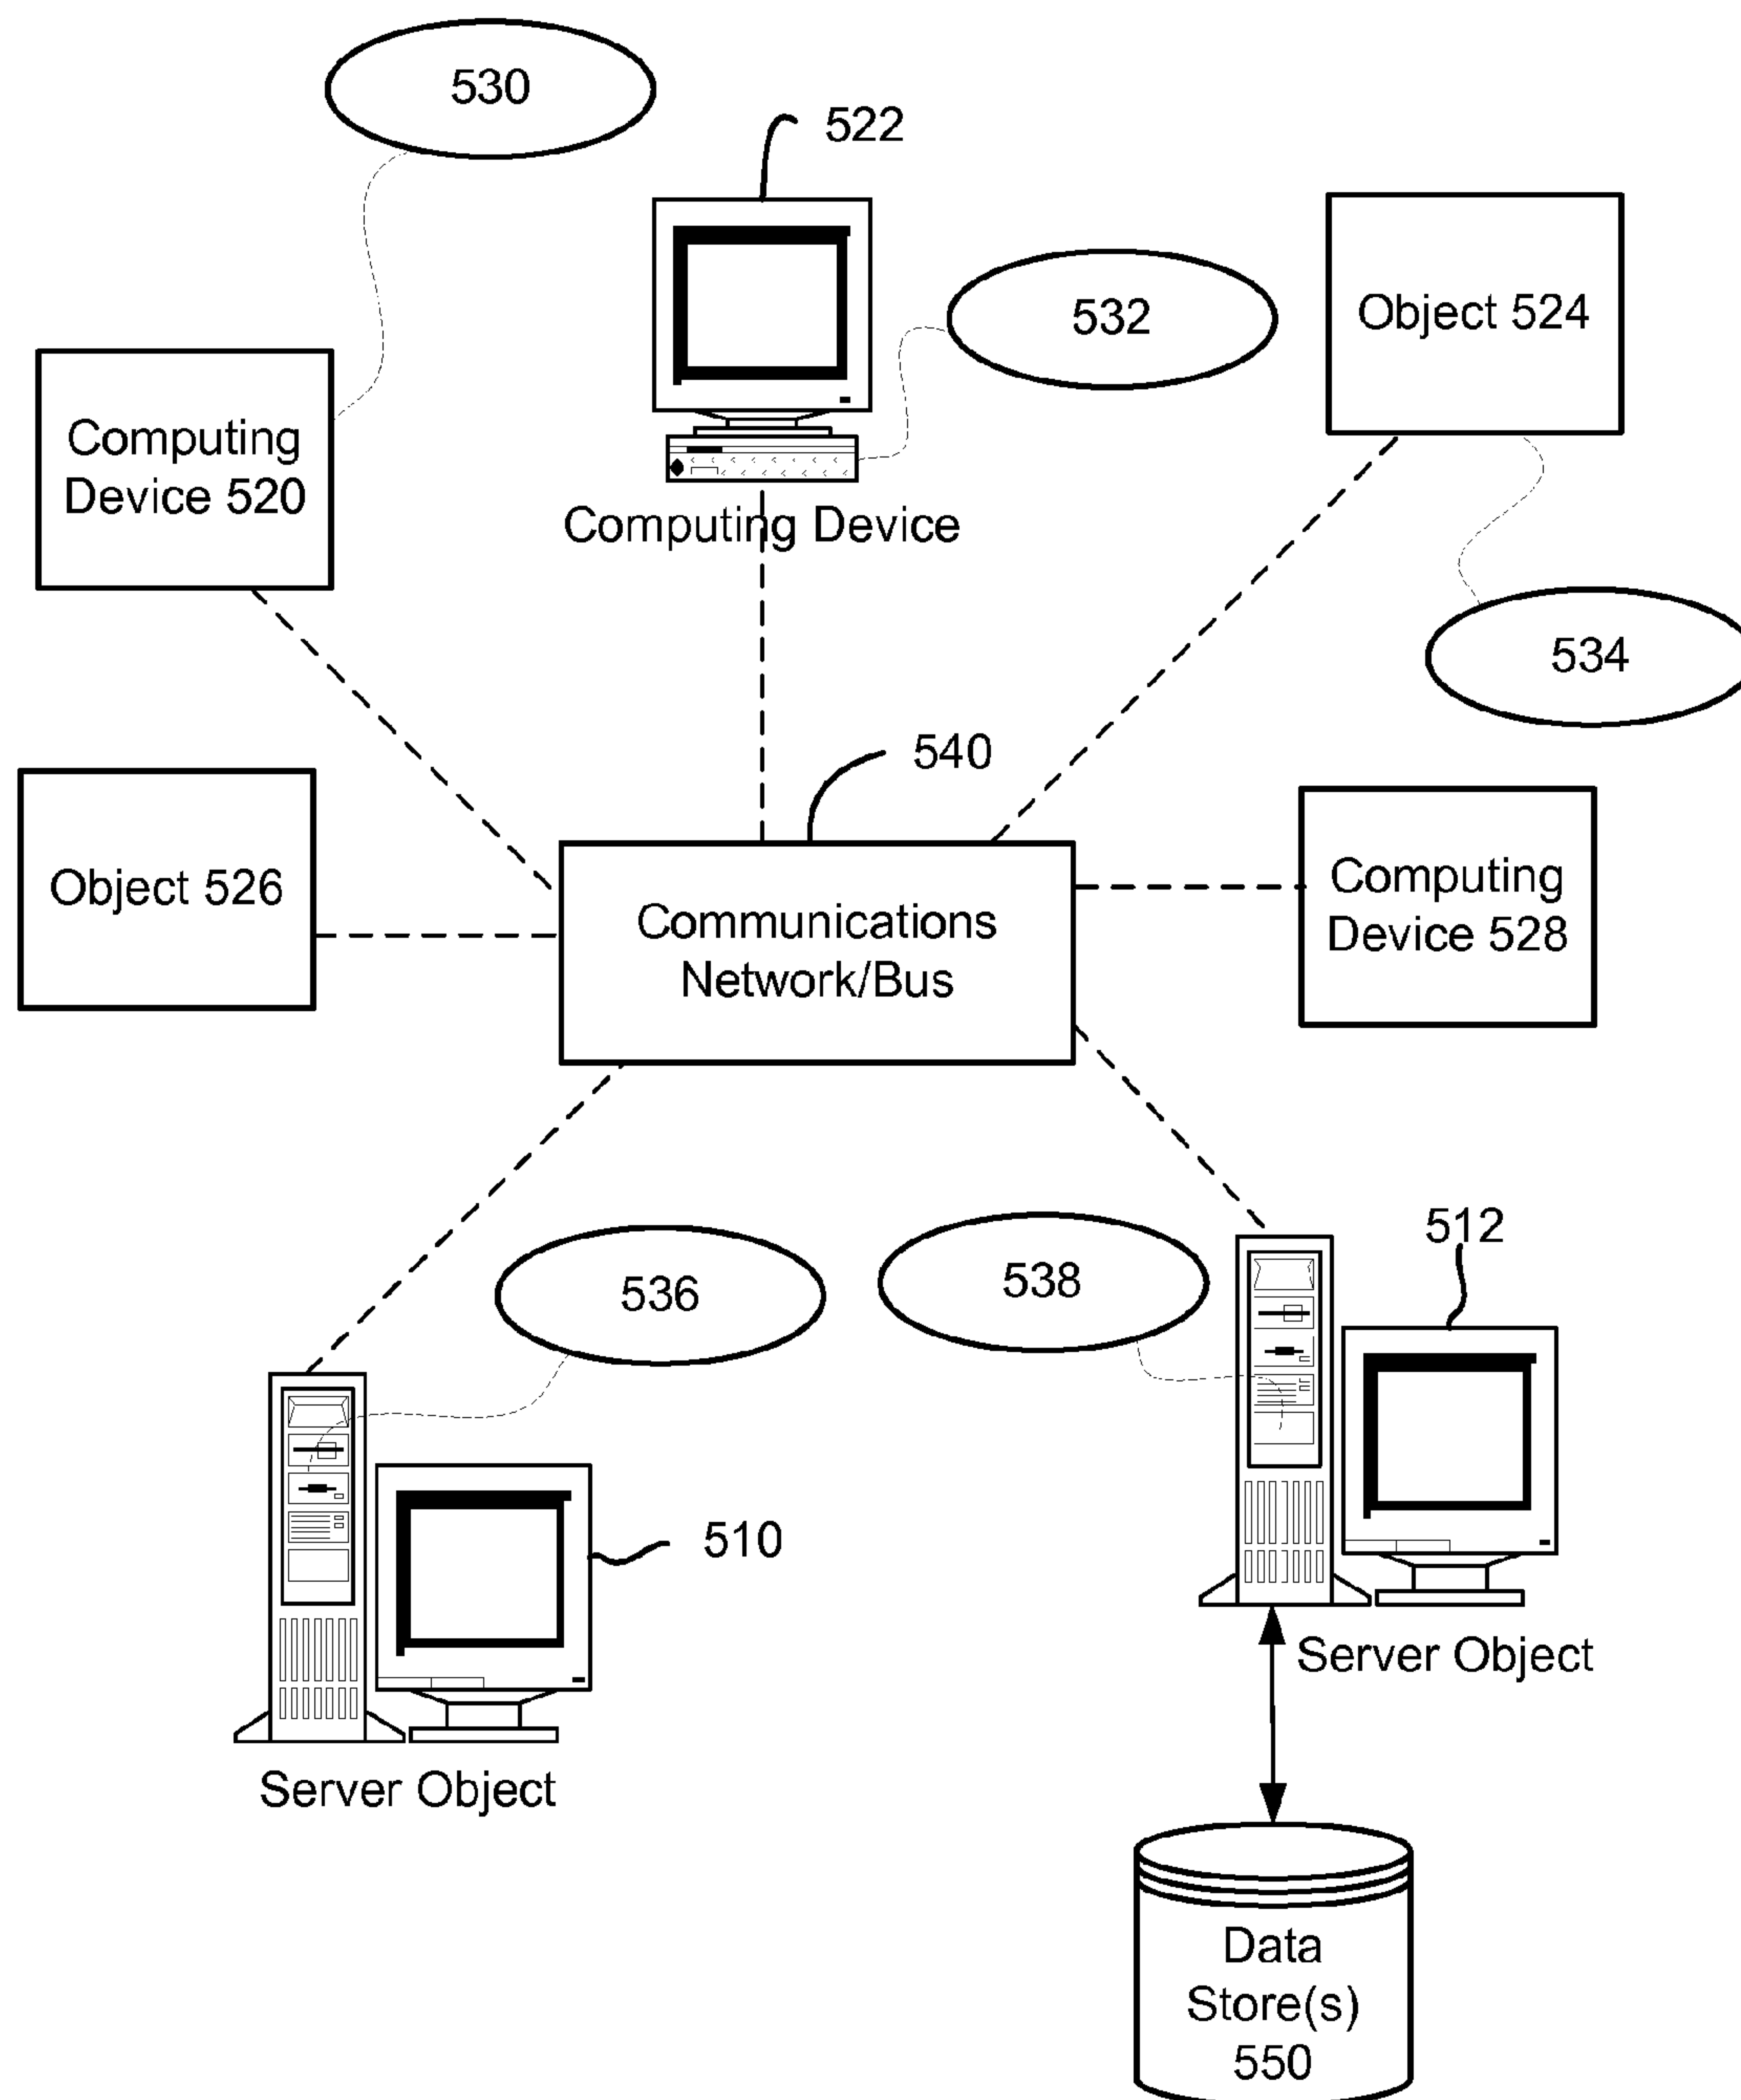 530
522
532
Object 524
Computing
Device 520
Computing Device
534
540
Object 526
Communications
Network/Bus
Computing
Device 528
536
538
512
510
Server Object
Server Object
Data
Store(s)
550